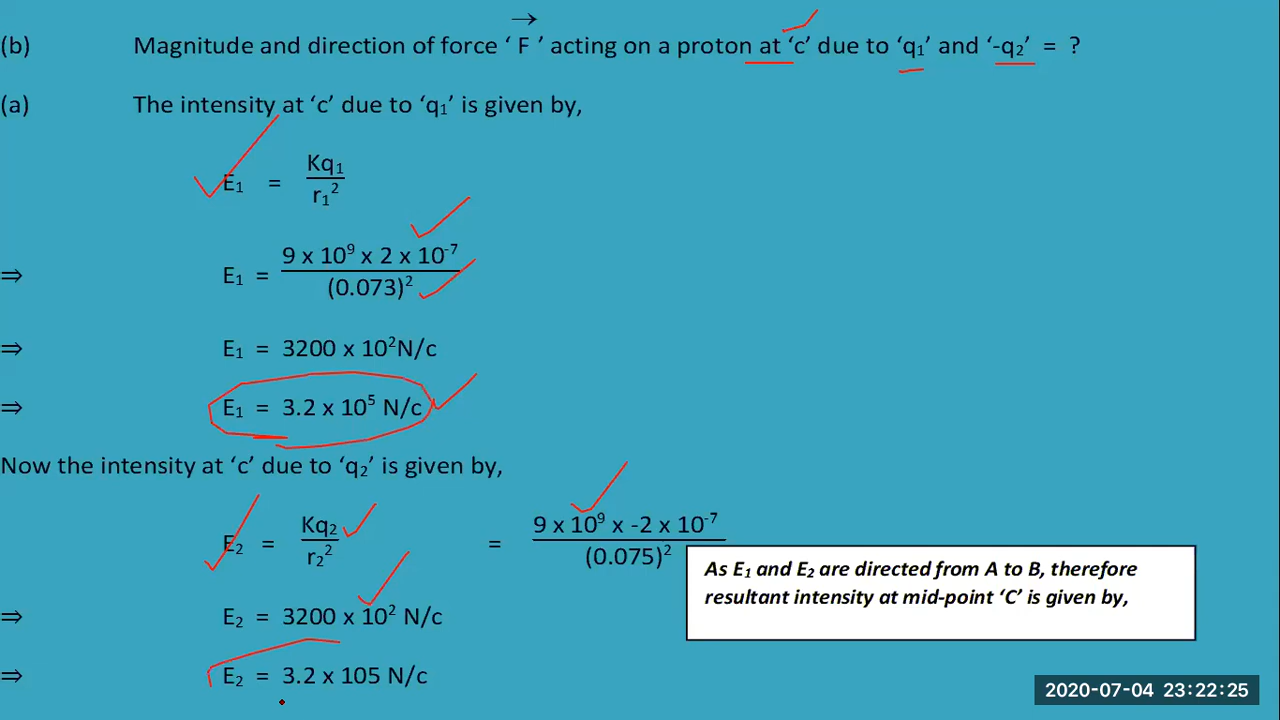 (b) Magnitude and direction of force ‘ F⃗ ’ acting on a proton at ‘c’ due to ‘q₁’ and ‘-q₂’ = ?
(a) The intensity at ‘c’ due to ‘q₁’ is given by,
E₁ = Kq₁ / r₁²
⇒ E₁ = 9 x 10⁹ x 2 x 10⁻⁷ / (0.073)²
⇒ E₁ = 3200 x 10²N/c
⇒ E₁ = 3.2 x 10⁵ N/c
Now the intensity at ‘c’ due to ‘q₂’ is given by,
E₂ = Kq₂ / r₂² = 9 x 10⁹ x -2 x 10⁻⁷ / (0.075)²
As E₁ and E₂ are directed from A to B, therefore
resultant intensity at mid-point ‘C’ is given by,
⇒ E₂ = 3200 x 10² N/c
⇒ E₂ = 3.2 x 105 N/c
2020-07-04 23:22:25